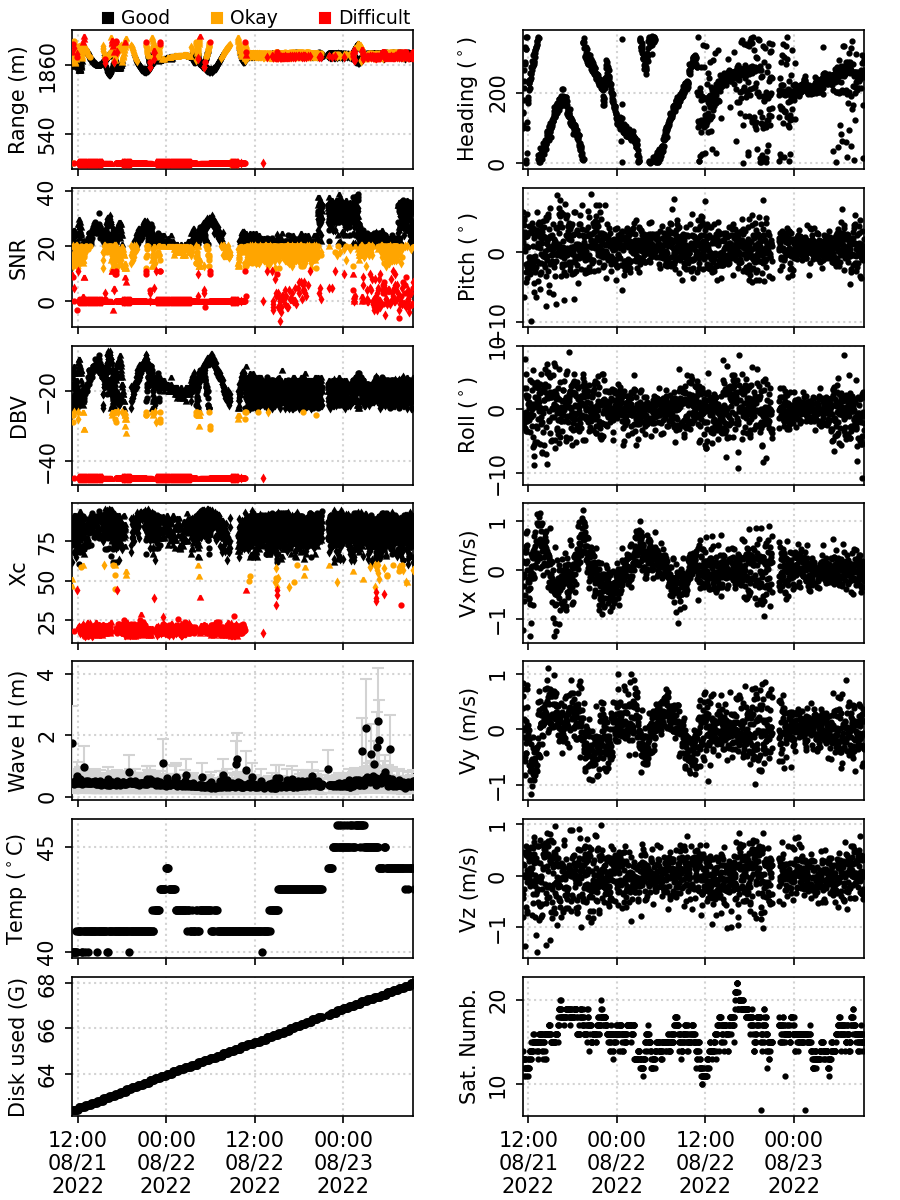 Good Okay Difficult
Range (m)
1860
540
Heading (°)
200
0
SNR
40
20
0
Pitch (°)
0
−10
DBV
−20
−40
Roll (°)
10
0
−10
Xc
75
50
25
Vx (m/s)
1
0
−1
Wave H (m)
4
2
0
Vy (m/s)
1
0
−1
Temp (°C)
45
40
Vz (m/s)
1
0
−1
Disk used (G)
68
66
64
Sat. Numb.
20
10
12:00 00:00 12:00 00:00
08/21 08/22 08/22 08/23
2022 2022 2022 2022
12:00 00:00 12:00 00:00
08/21 08/22 08/22 08/23
2022 2022 2022 2022